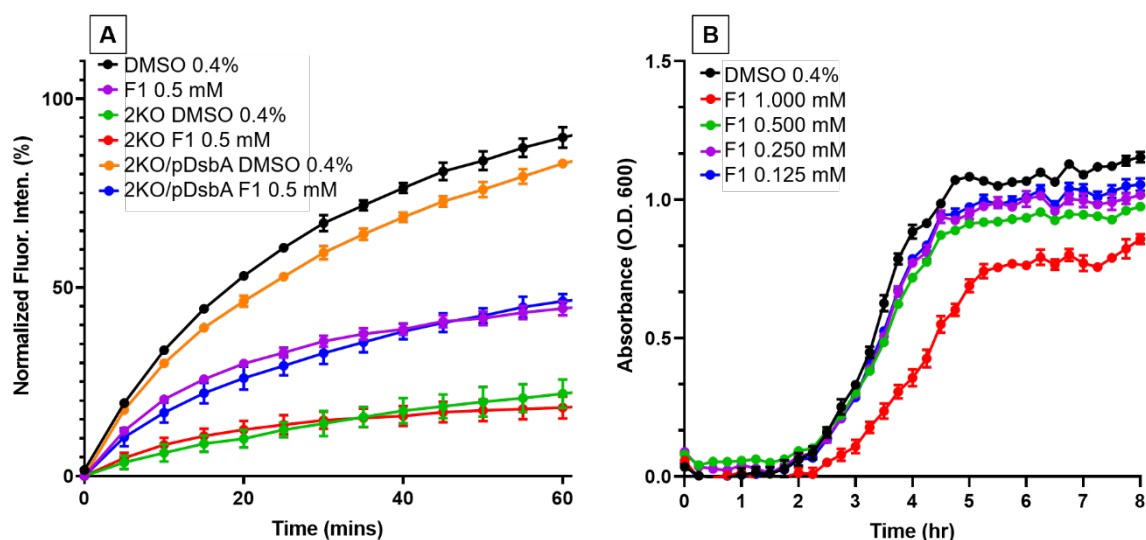 A
DMSO 0.4%
F1 0.5 mM
2KO DMSO 0.4%
2KO F1 0.5 mM
2KO/pDsbA DMSO 0.4%
2KO/pDsbA F1 0.5 mM
Normalized Fluor. Inten. (%)
100
50
0
0
20
40
60
Time (mins)
B
DMSO 0.4%
F1 1.000 mM
F1 0.500 mM
F1 0.250 mM
F1 0.125 mM
Absorbance (O.D. 600)
1.5
1.0
0.5
0.0
0
1
2
3
4
5
6
7
8
Time (hr)